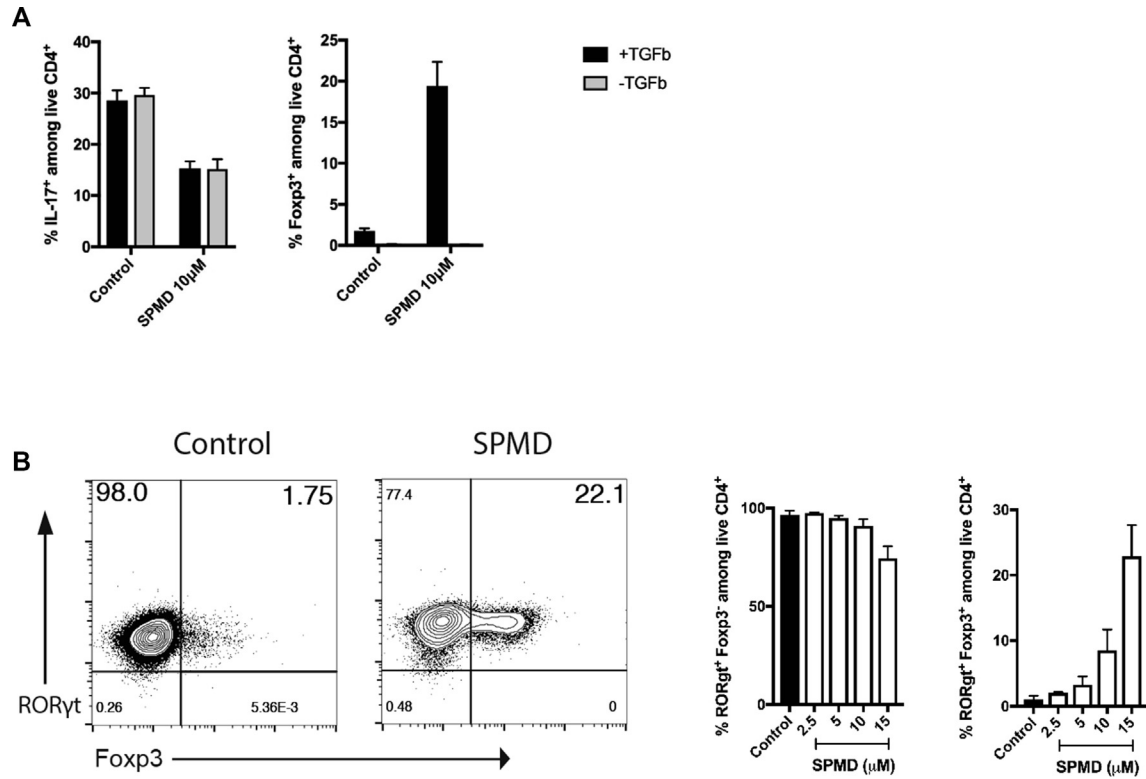 A
% IL-17+ among live CD4+
40
30
20
10
0
Control
SPMD 10µM
% Foxp3+ among live CD4+
25
20
15
10
5
0
Control
SPMD 10µM
+TGFb
-TGFb
B
Control
98.0
1.75
0.26
5.36E-3
SPMD
77.4
22.1
0.48
0
RORγt
Foxp3
% RORgt+ Foxp3- among live CD4+
100
50
0
Control
2.5
5
10
15
SPMD (µM)
% RORgt+ Foxp3+ among live CD4+
30
20
10
0
Control
2.5
5
10
15
SPMD (µM)